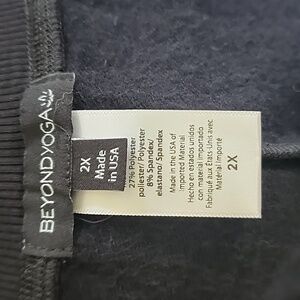 BEYOND YOGA
2X
Made
in USA
27% Polyester
poliester/ Polyester
8% Spandex/
elastano/ Spandex
Made in the USA of
Imported Material
Hecho en estados unidos
con material importado
Fabriqué aux États-Unis avec
Matériel Importé
2X